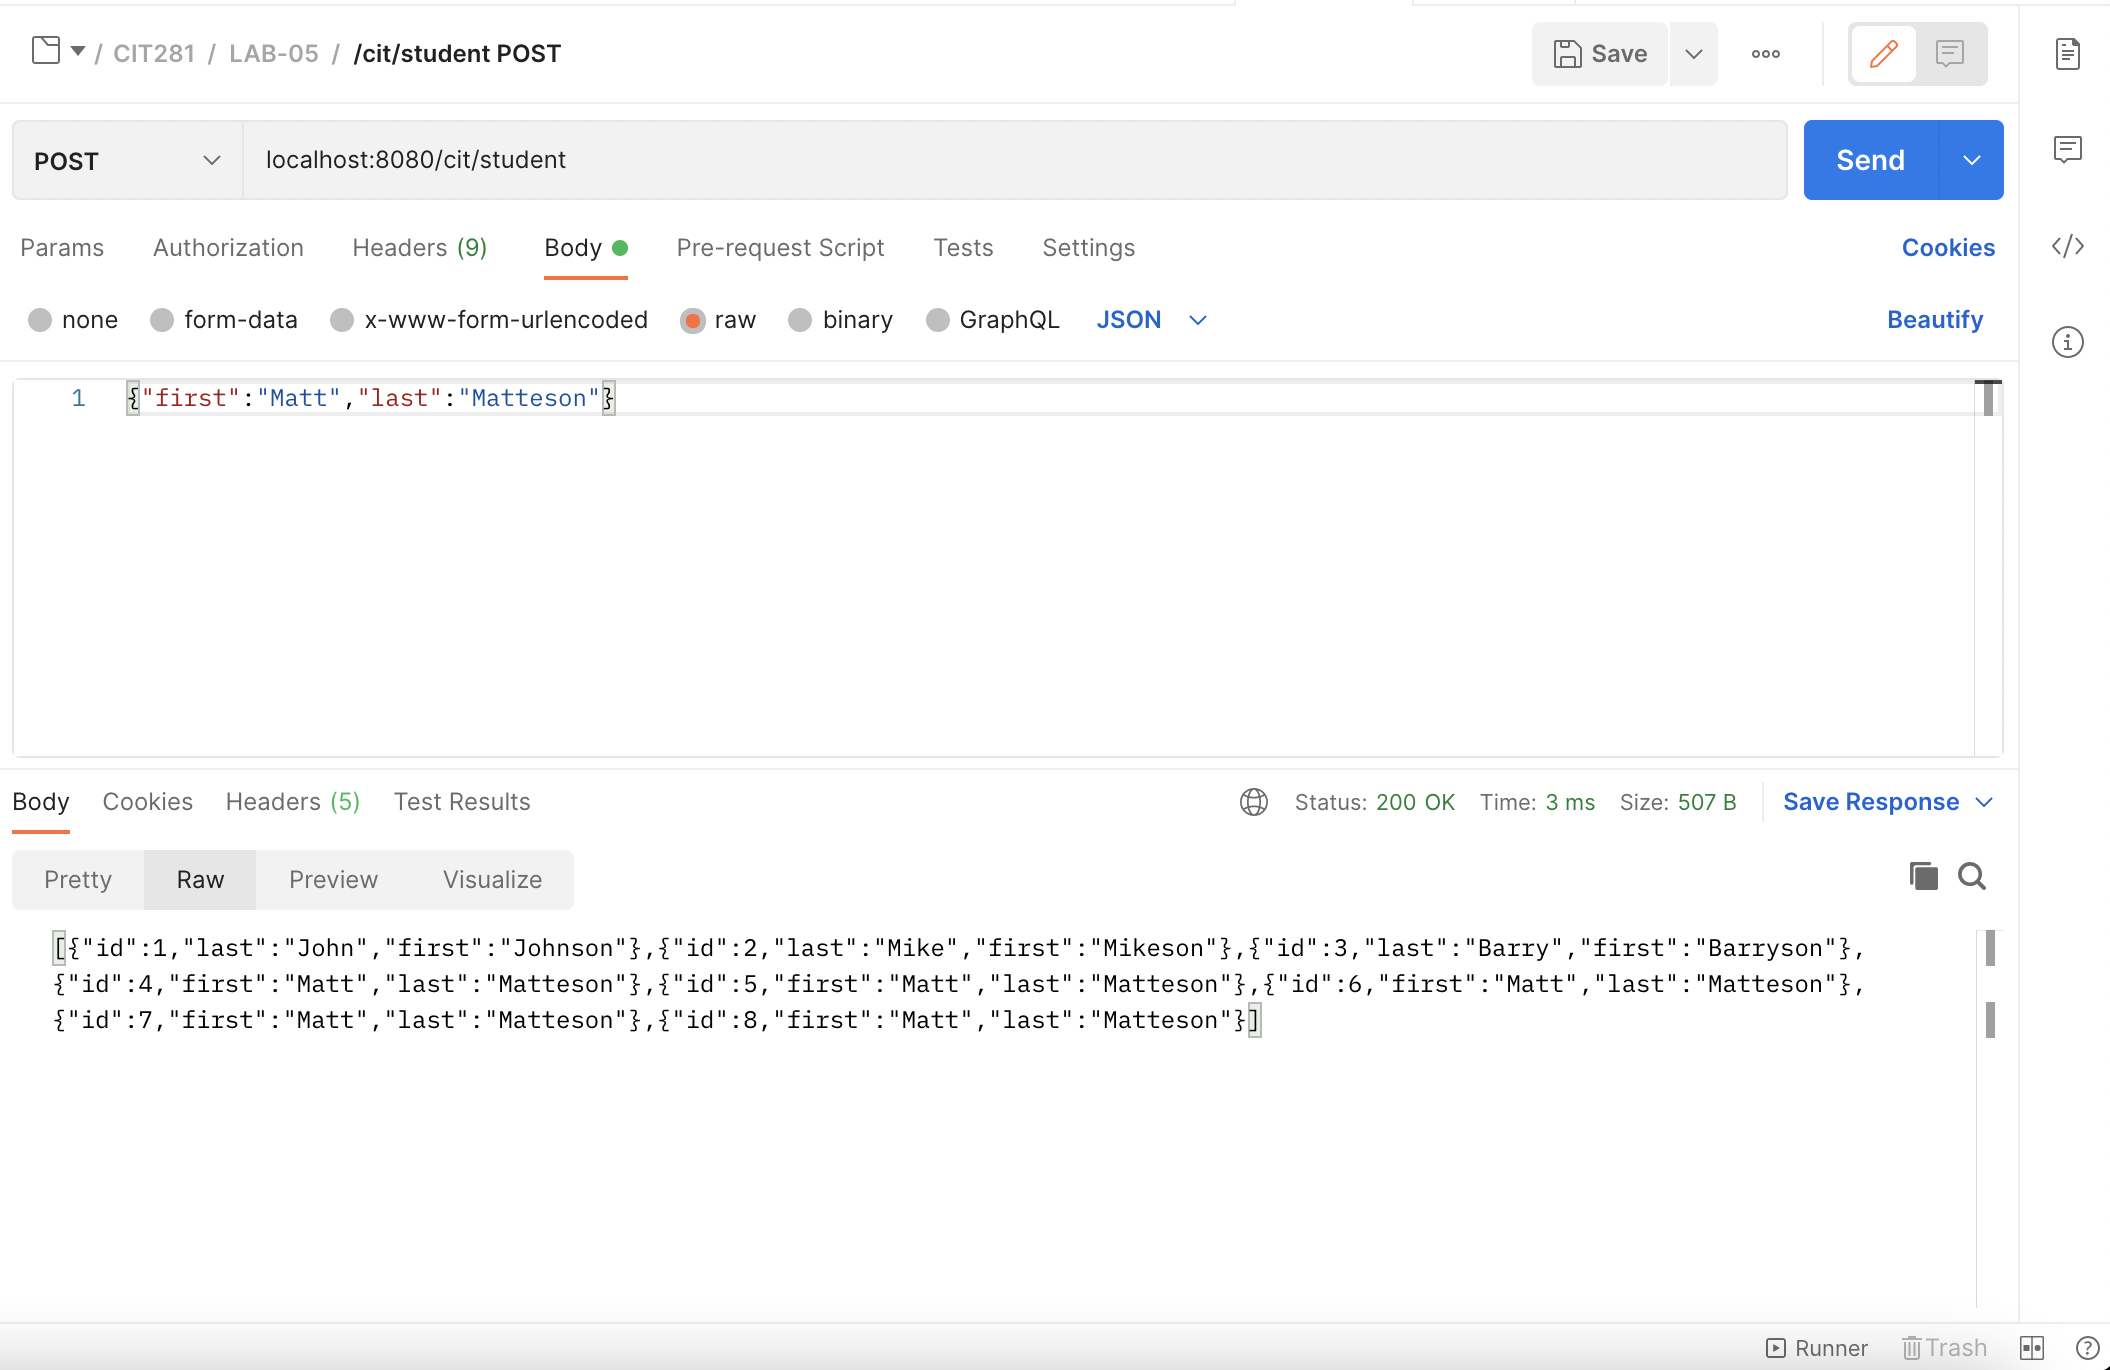 / CIT281 / LAB-05 / /cit/student POST
Save
POST localhost:8080/cit/student Send
Params Authorization Headers (9) Body Pre-request Script Tests Settings Cookies
none form-data x-www-form-urlencoded raw binary GraphQL JSON Beautify
1 {"first":"Matt","last":"Matteson"}
Body Cookies Headers (5) Test Results Status: 200 OK Time: 3 ms Size: 507 B Save Response
Pretty Raw Preview Visualize
[{"id":1,"last":"John","first":"Johnson"},{"id":2,"last":"Mike","first":"Mikeson"},{"id":3,"last":"Barry","first":"Barryson"},
{"id":4,"first":"Matt","last":"Matteson"},{"id":5,"first":"Matt","last":"Matteson"},{"id":6,"first":"Matt","last":"Matteson"},
{"id":7,"first":"Matt","last":"Matteson"},{"id":8,"first":"Matt","last":"Matteson"}]
Runner Trash